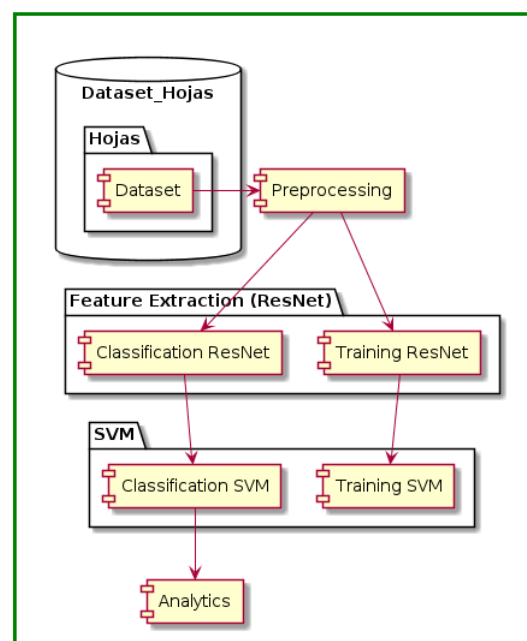 Dataset_Hojas
Hojas
Dataset
Preprocessing
Feature Extraction (ResNet)
Classification ResNet
Training ResNet
SVM
Classification SVM
Training SVM
Analytics